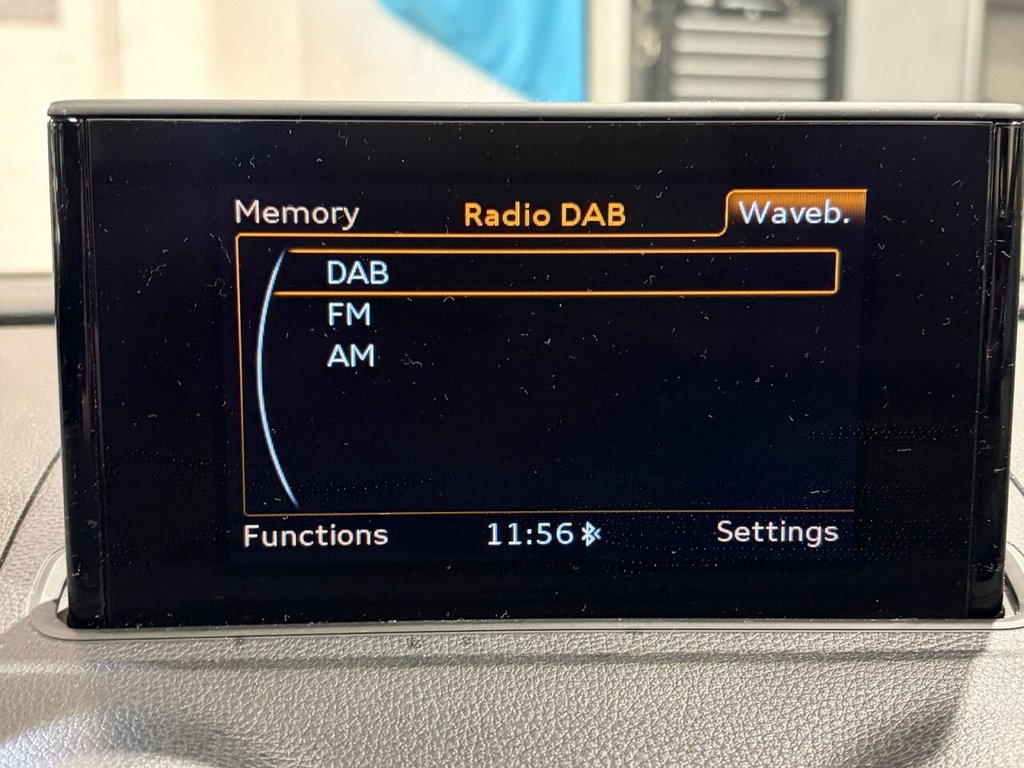 Memory Radio DAB Waveb.
DAB
FM
AM
Functions 11:56 Settings